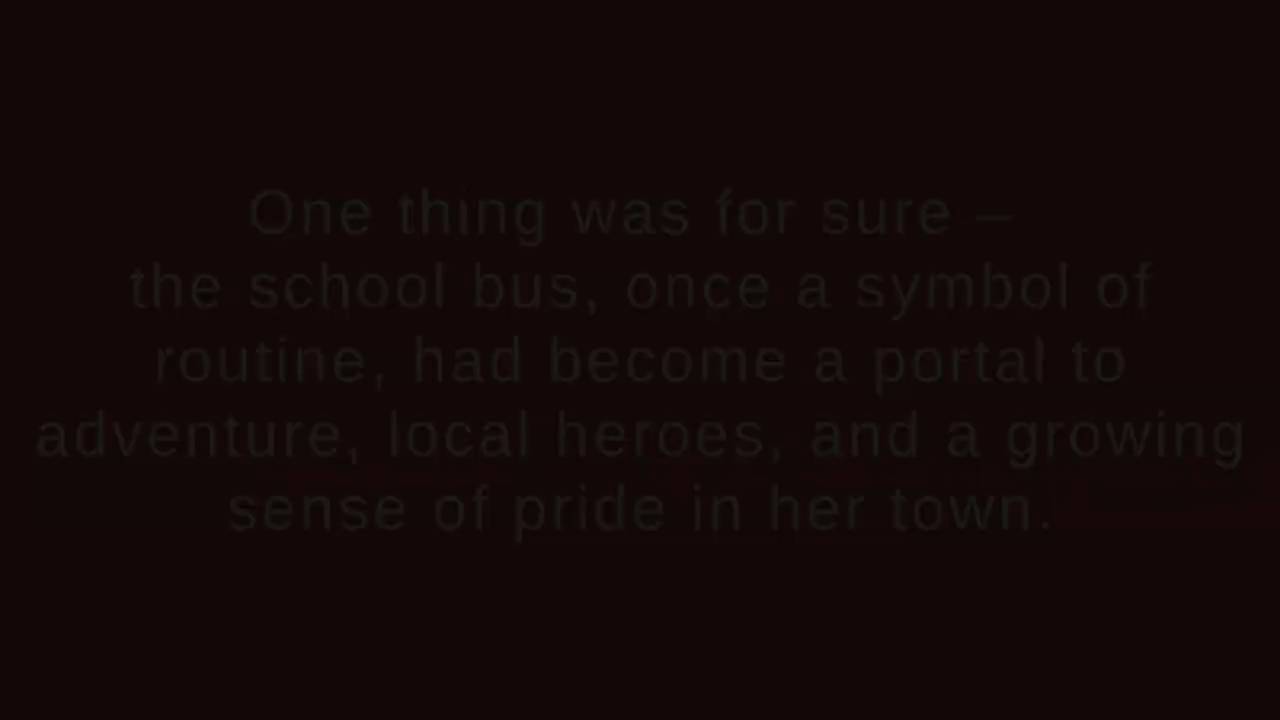 One thing was for sure –
the school bus, once a symbol of
routine, had become a portal to
adventure, local heroes, and a growing
sense of pride in her town.